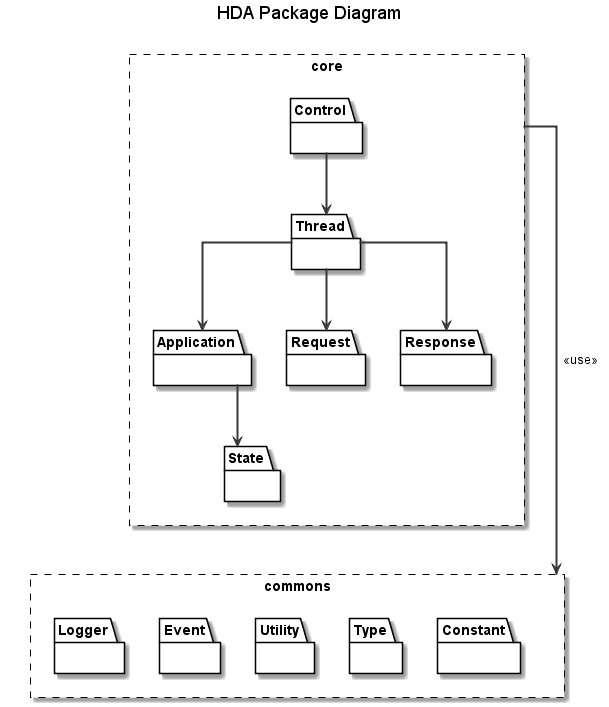 HDA Package Diagram
core
Control
Thread
Application
Request
Response
«use»
State
commons
Logger
Event
Utility
Type
Constant